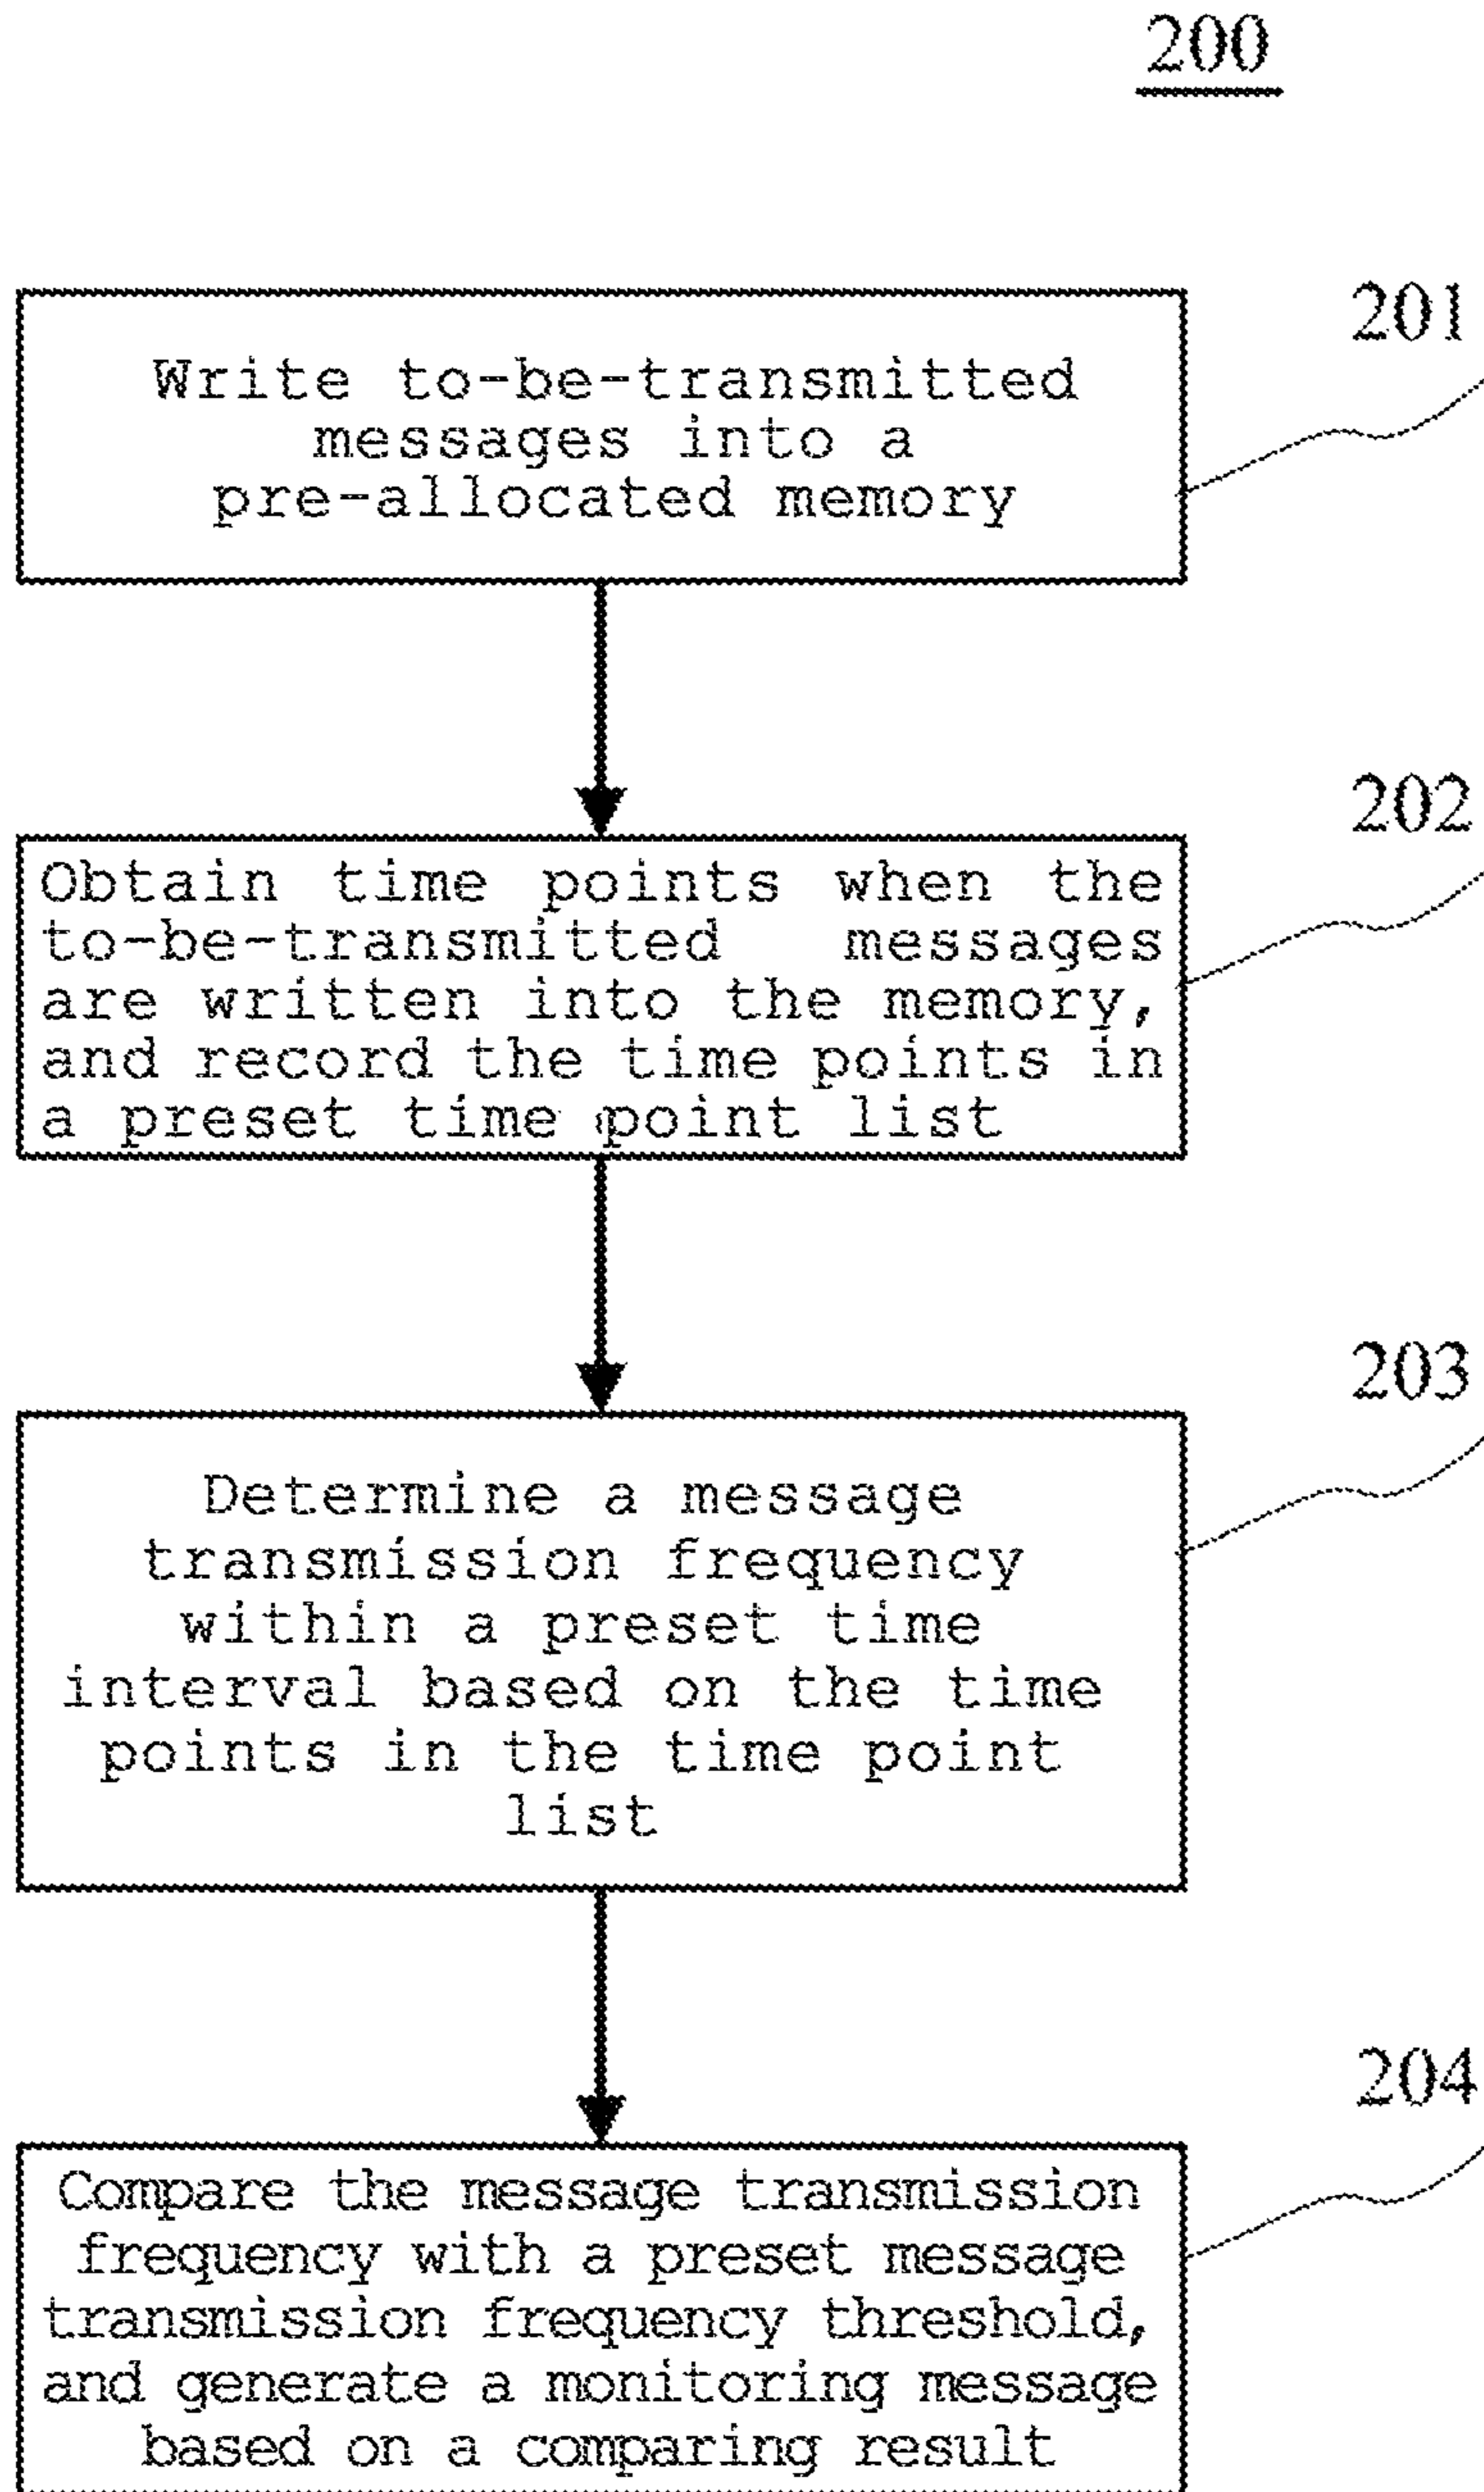 200
201
Write to-be-transmitted
messages into a
pre-allocated memory
202
Obtain time points when the
to-be-transmitted messages
are written into the memory,
and record the time points in
a preset time point list
203
Determine a message
transmission frequency
within a preset time
interval based on the time
points in the time point
list
204
Compare the message transmission
frequency with a preset message
transmission frequency threshold,
and generate a monitoring message
based on a comparing result